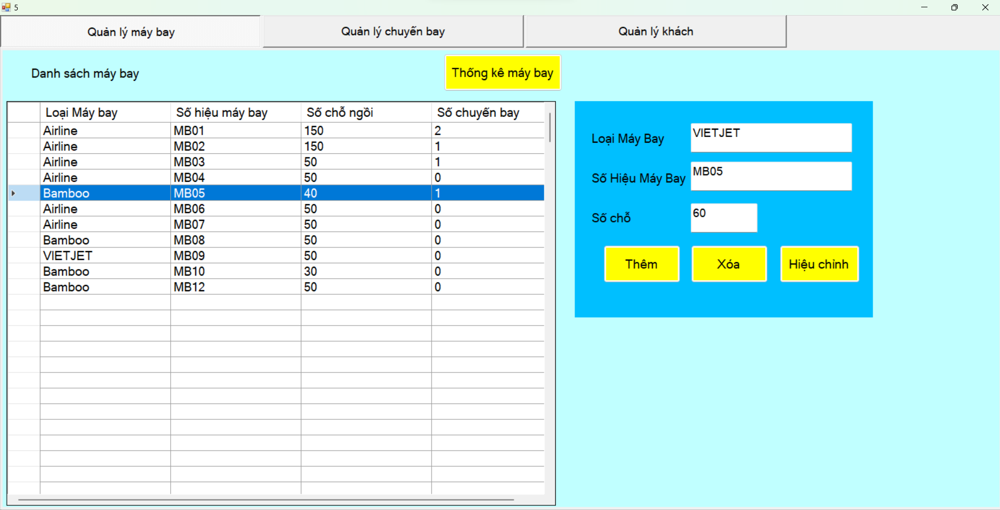 5
Quản lý máy bay
Quản lý chuyến bay
Quản lý khách
Danh sách máy bay
Thống kê máy bay
Loại Máy bay Số hiệu máy bay Số chỗ ngồi Số chuyến bay
Airline MB01 150 2
Airline MB02 150 1
Airline MB03 50 1
Airline MB04 50 0
Bamboo MB05 40 1
Airline MB06 50 0
Airline MB07 50 0
Bamboo MB08 50 0
VIETJET MB09 50 0
Bamboo MB10 30 0
Bamboo MB12 50 0
Loại Máy Bay VIETJET
Số Hiệu Máy Bay MB05
Số chỗ 60
Thêm
Xóa
Hiệu chỉnh